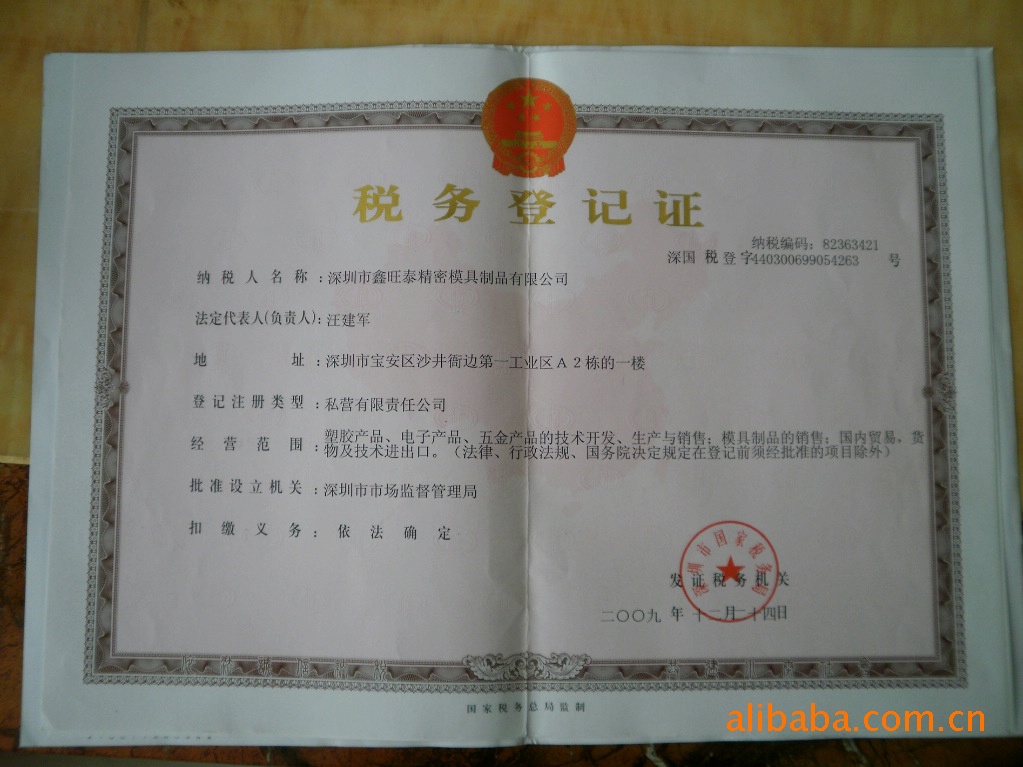 税务登记证
纳税编码：82363421
深国 税 登 字440300699054263 号
纳税人名称：深圳市鑫旺泰精密模具制品有限公司
法定代表人(负责人)：汪建军
地 址：深圳市宝安区沙井衙边第一工业区A2栋的一楼
登记注册类型：私营有限责任公司
经营范围：塑胶产品、电子产品、五金产品的技术开发、生产与销售；模具制品的销售；国内贸易，货
物及技术进出口。（法律、行政法规、国务院决定规定在登记前须经批准的项目除外）
批准设立机关：深圳市市场监督管理局
扣缴义务：依法确定
深圳市国家税务局
发证税务机关
二〇〇九 年 十二月 二十四日
国家税务总局监制
alibaba.com.cn